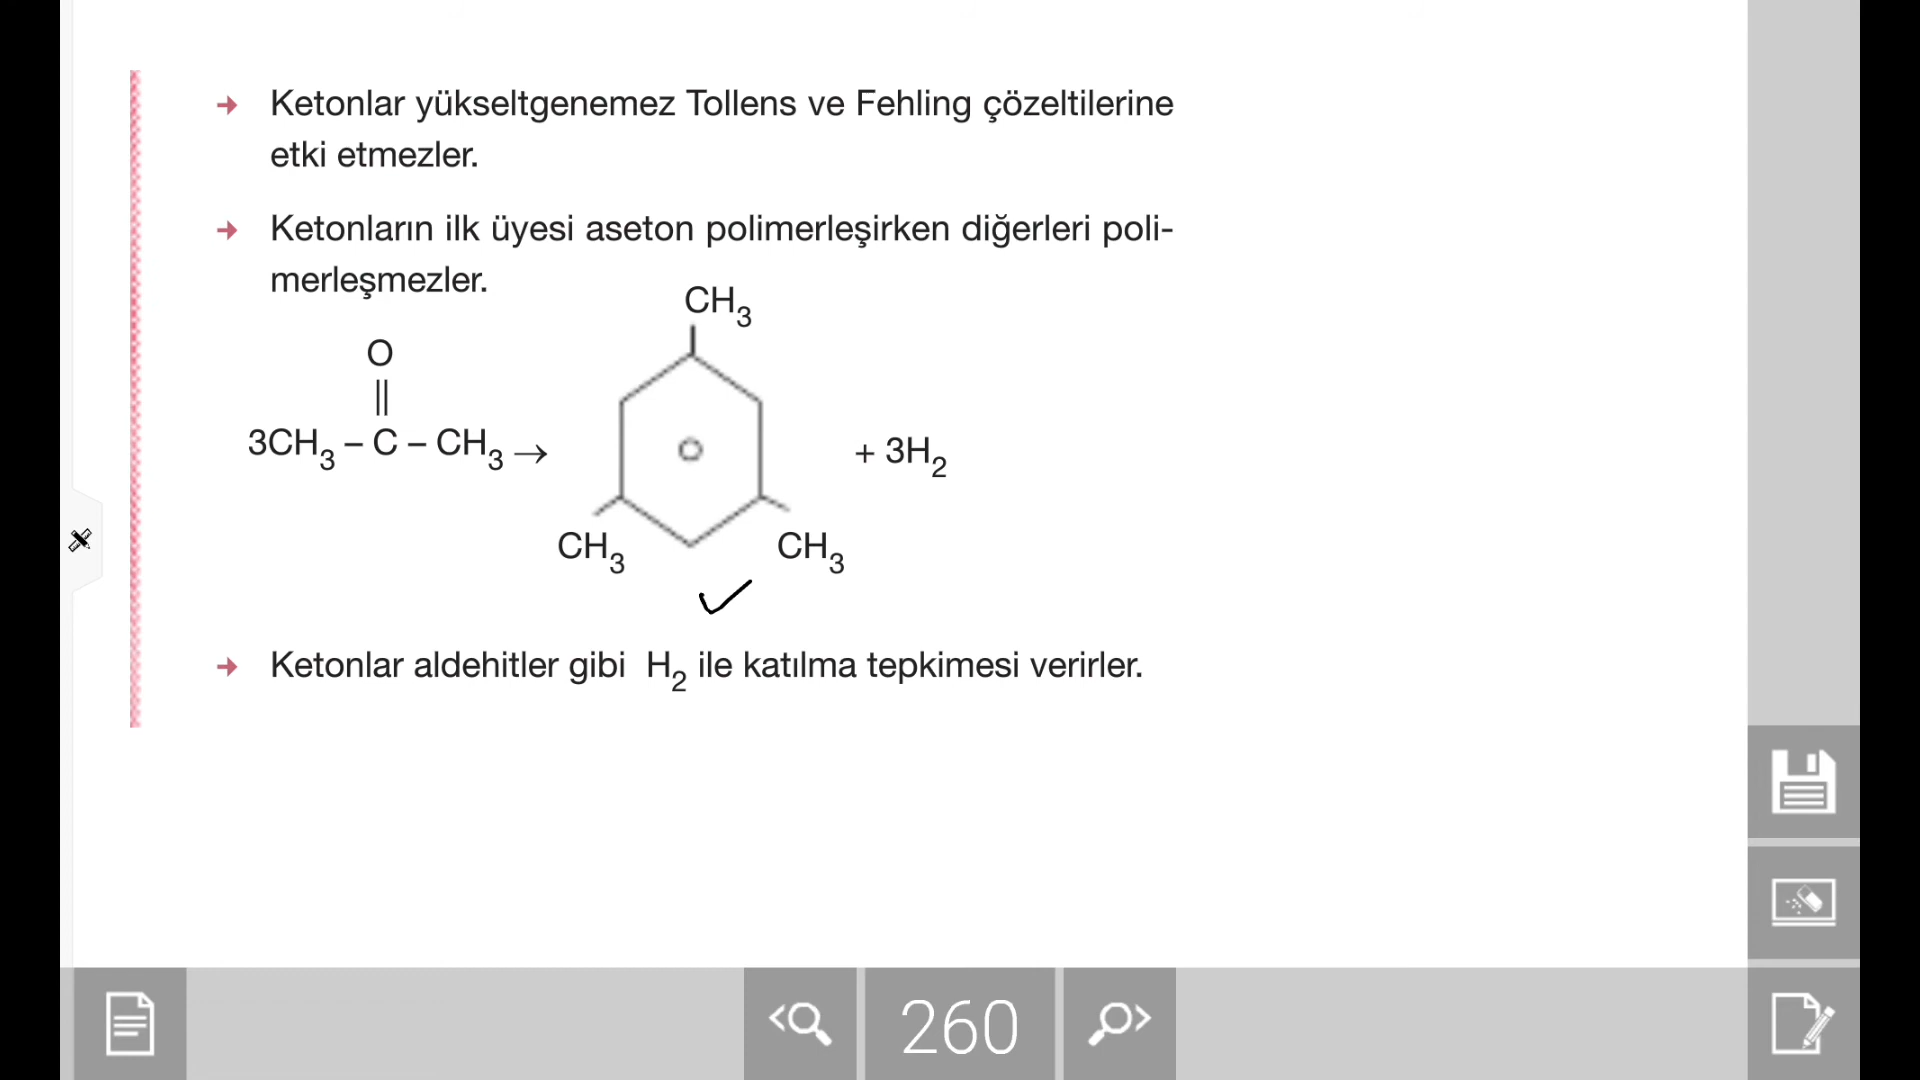 Ketonlar yükseltgenemez Tollens ve Fehling çözeltilerine
etki etmezler.
Ketonların ilk üyesi aseton polimerleşirken diğerleri poli-
merleşmezler.
CH3
O
||
3CH3 – C – CH3 →
+ 3H2
CH3
CH3
Ketonlar aldehitler gibi H2 ile katılma tepkimesi verirler.
260